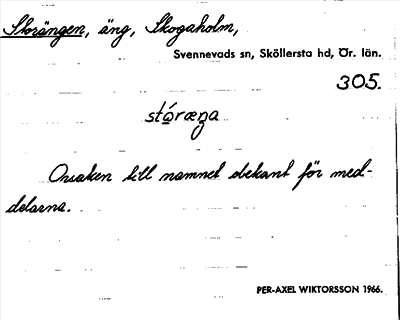 Storängen, äng, Skogaholm,
Svennevads sn, Sköllersta hd, Ör. län.
305.
stóræŋa
Orsaken till namnet obekant för med-
delarna.
PER-AXEL WIKTORSSON 1966.